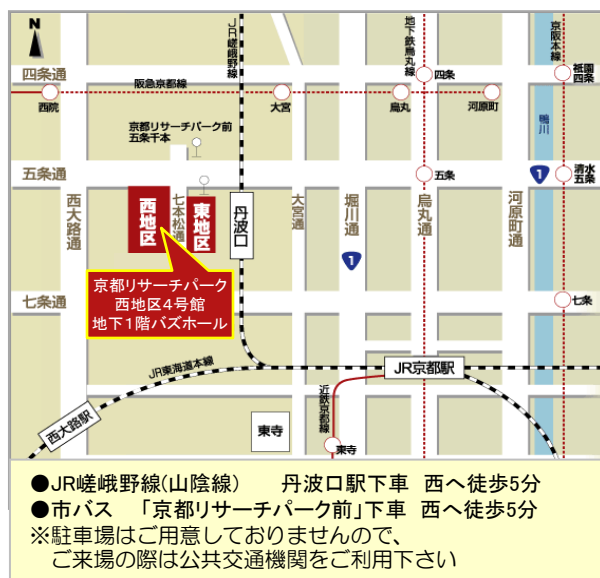 N
JR嵯峨野線
地下鉄烏丸線
京阪本線
四条通
阪急京都線
西院
大宮
四条
烏丸
河原町
祇園
四条
鴨川
京都リサーチパーク前
五条千本
五条通
五条
1
清水
五条
西大路通
西地区
七本松通
東地区
丹波口
大宮通
堀川通
烏丸通
河原町通
1
京都リサーチパーク
西地区4号館
地下1階バズホール
七条通
七条
JR東海道本線
JR京都駅
西大路駅
近鉄京都線
東寺
東寺
●JR嵯峨野線(山陰線) 丹波口駅下車 西へ徒歩5分
●市バス 「京都リサーチパーク前」下車 西へ徒歩5分
※駐車場はご用意しておりませんので、
ご来場の際は公共交通機関をご利用下さい